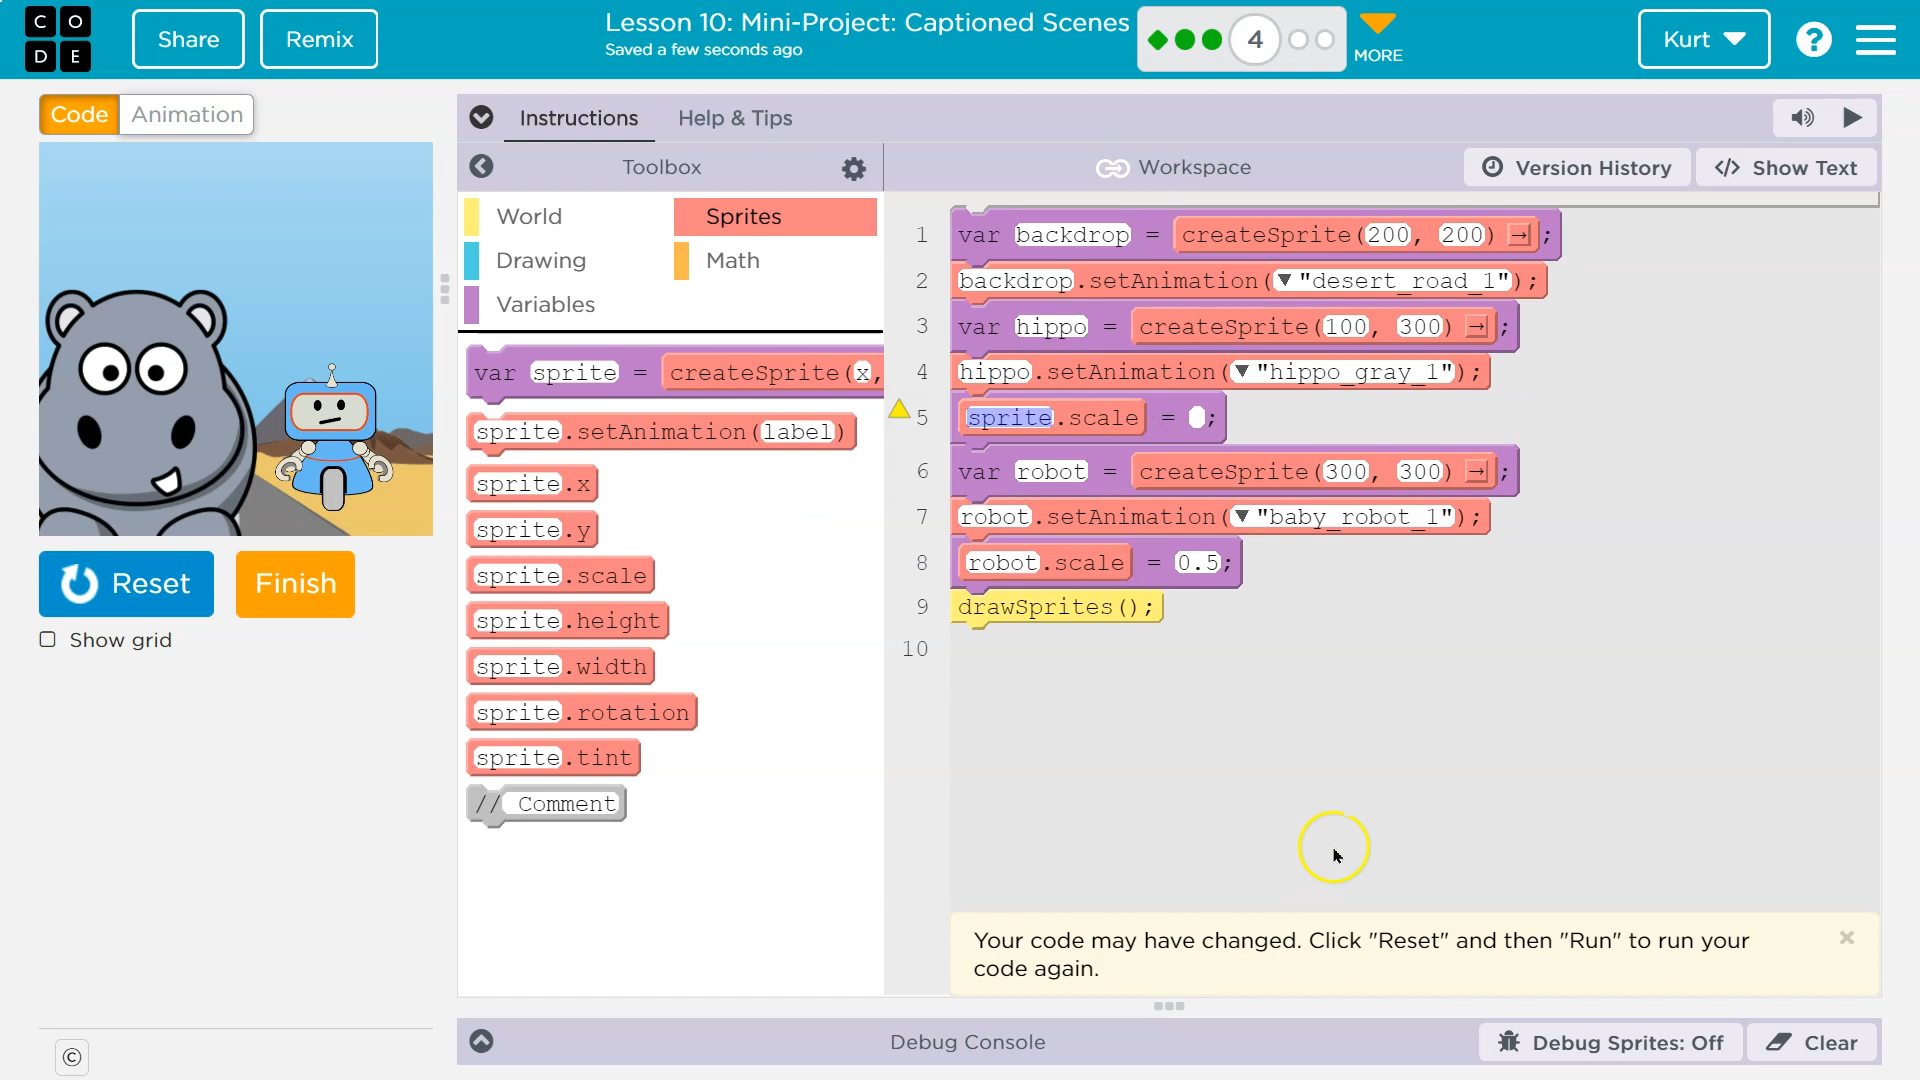 C O
D E
Share
Remix
Lesson 10: Mini-Project: Captioned Scenes
Saved a few seconds ago
4
MORE
Kurt
?
Code
Animation
Instructions
Help & Tips
Toolbox
Workspace
Version History
</> Show Text
World
Sprites
Drawing
Math
Variables
var sprite = createSprite(x,
sprite.setAnimation(label)
sprite.x
sprite.y
sprite.scale
sprite.height
sprite.width
sprite.rotation
sprite.tint
// Comment
1 var backdrop = createSprite(200, 200) → ;
2 backdrop.setAnimation(▼"desert_road_1");
3 var hippo = createSprite(100, 300) → ;
4 hippo.setAnimation(▼"hippo_gray_1");
5 sprite.scale = ;
6 var robot = createSprite(300, 300) → ;
7 robot.setAnimation(▼"baby_robot_1");
8 robot.scale = 0.5;
9 drawSprites();
10
Reset
Finish
Show grid
Your code may have changed. Click "Reset" and then "Run" to run your
code again.
×
©
Debug Console
Debug Sprites: Off
Clear